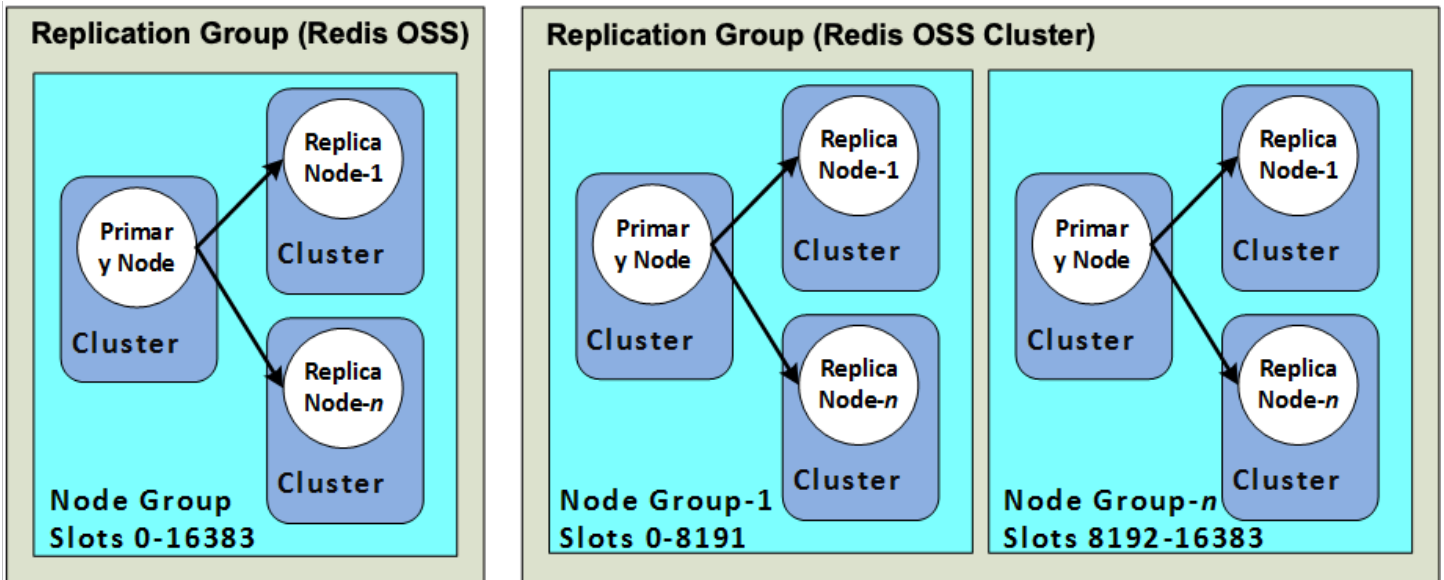 Replication Group (Redis OSS)
Replica
Node-1
Cluster
Primar
y Node
Cluster
Replica
Node-n
Cluster
Node Group
Slots 0-16383
Replication Group (Redis OSS Cluster)
Replica
Node-1
Cluster
Primar
y Node
Cluster
Replica
Node-n
Cluster
Node Group-1
Slots 0-8191
Replica
Node-1
Cluster
Primar
y Node
Cluster
Replica
Node-n
Cluster
Node Group-n
Slots 8192-16383